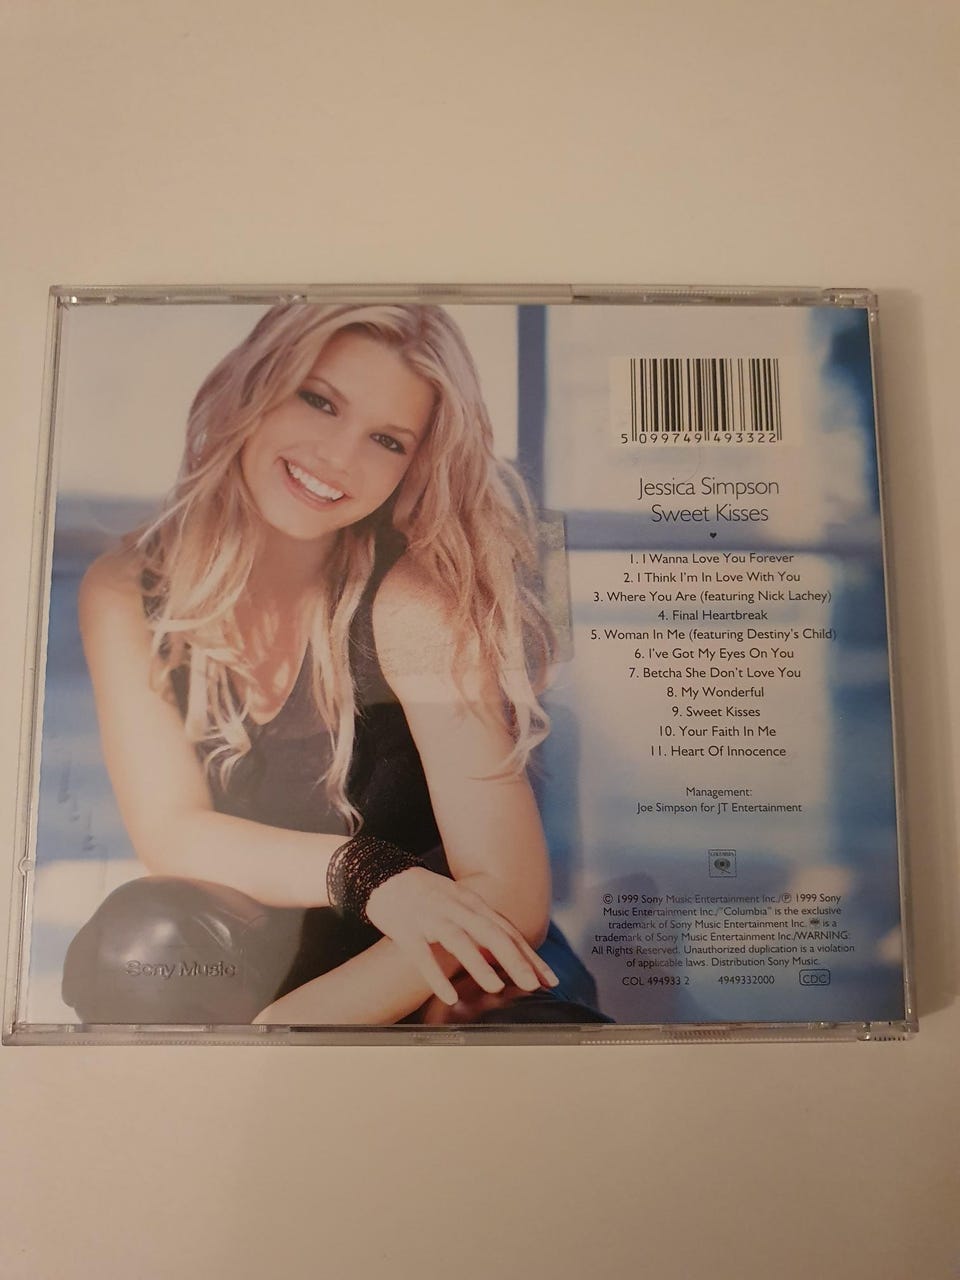 5 099749 493322
Jessica Simpson
Sweet Kisses
1. I Wanna Love You Forever
2. I Think I'm In Love With You
3. Where You Are (featuring Nick Lachey)
4. Final Heartbreak
5. Woman In Me (featuring Destiny's Child)
6. I've Got My Eyes On You
7. Betcha She Don't Love You
8. My Wonderful
9. Sweet Kisses
10. Your Faith In Me
11. Heart Of Innocence
Management:
Joe Simpson for JT Entertainment
COLUMBIA
© 1999 Sony Music Entertainment Inc./℗ 1999 Sony
Music Entertainment Inc./"Columbia" is the exclusive
trademark of Sony Music Entertainment Inc. is a
trademark of Sony Music Entertainment Inc./WARNING:
All Rights Reserved. Unauthorized duplication is a violation
of applicable laws. Distribution Sony Music.
COL 494933 2 4949332000 CDC
Sony Music